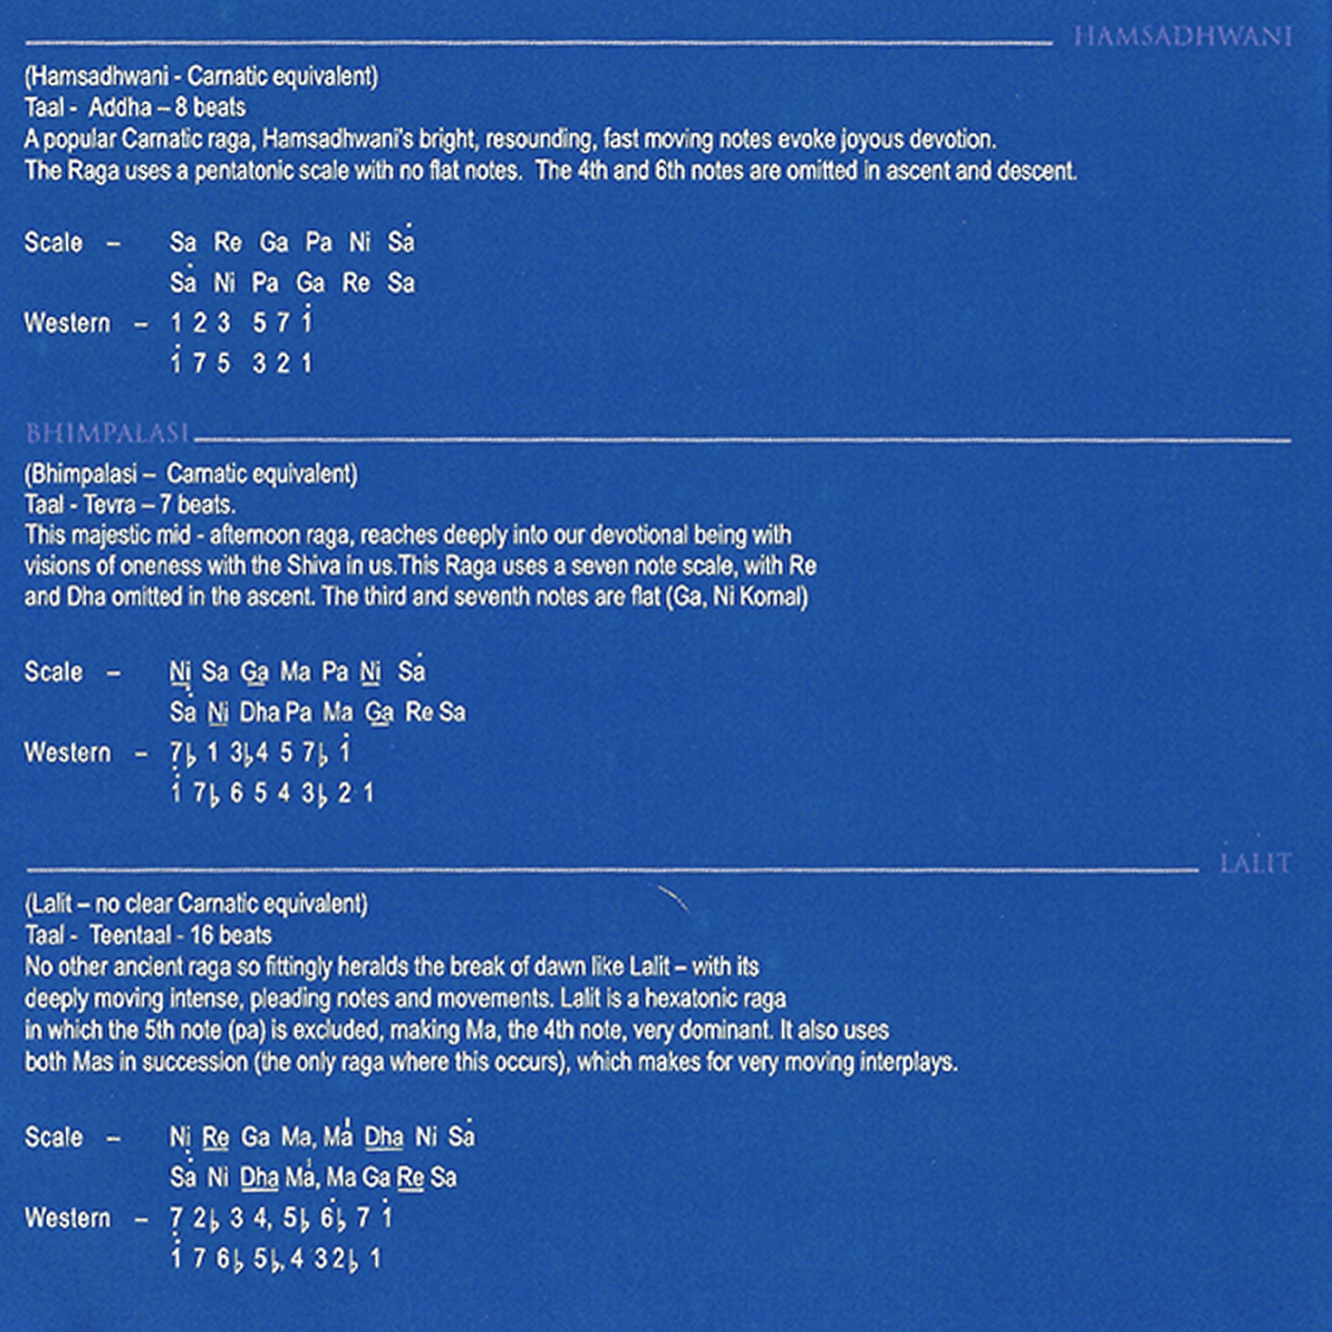 HAMSADHWANI
(Hamsadhwani - Carnatic equivalent)
Taal - Addha – 8 beats
A popular Carnatic raga, Hamsadhwani's bright, resounding, fast moving notes evoke joyous devotion.
The Raga uses a pentatonic scale with no flat notes. The 4th and 6th notes are omitted in ascent and descent.
Scale – Sa Re Ga Pa Ni Ṡa
Ṡa Ni Pa Ga Re Sa
Western – 1 2 3 5 7 1̇
1̇ 7 5 3 2 1
BHIMPALASI
(Bhimpalasi – Carnatic equivalent)
Taal - Tevra – 7 beats.
This majestic mid - afternoon raga, reaches deeply into our devotional being with
visions of oneness with the Shiva in us.This Raga uses a seven note scale, with Re
and Dha omitted in the ascent. The third and seventh notes are flat (Ga, Ni Komal)
Scale – Ṇi Sa Ga Ma Pa Ni Ṡa
Ṡa Ni Dha Pa Ma Ga Re Sa
Western – 7̣♭ 1 3♭4 5 7♭ 1̇
1̇ 7♭ 6 5 4 3♭ 2 1
LALIT
(Lalit – no clear Carnatic equivalent)
Taal - Teentaal - 16 beats
No other ancient raga so fittingly heralds the break of dawn like Lalit – with its
deeply moving intense, pleading notes and movements. Lalit is a hexatonic raga
in which the 5th note (pa) is excluded, making Ma, the 4th note, very dominant. It also uses
both Mas in succession (the only raga where this occurs), which makes for very moving interplays.
Scale – Ṇi Re Ga Ma, Ma̍ Dha Ni Ṡa
Ṡa Ni Dha Ma̍, Ma Ga Re Sa
Western – 7̣ 2♭ 3 4, 5♭ 6̇♭ 7 1̇
1̇ 7 6♭ 5♭, 4 3 2♭ 1